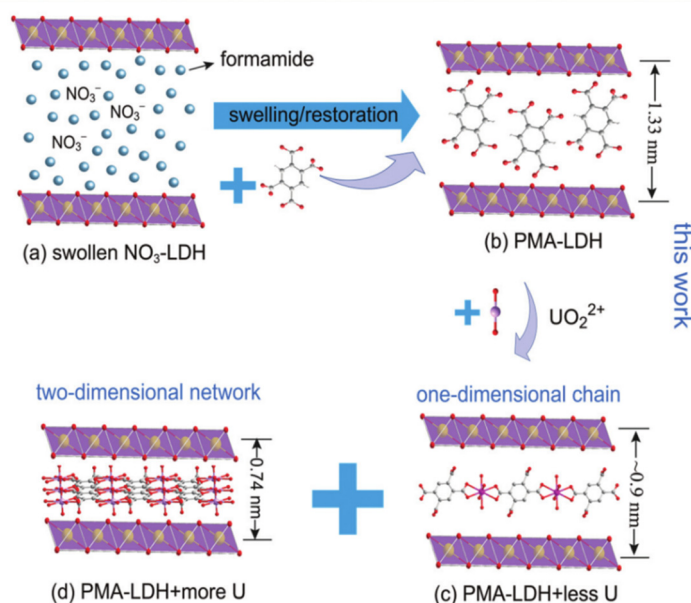 formamide
NO₃⁻
NO₃⁻
NO₃⁻
swelling/restoration
1.33 nm
(a) swollen NO₃-LDH
(b) PMA-LDH
this work
UO₂²⁺
two-dimensional network
one-dimensional chain
0.74 nm
~0.9 nm
(d) PMA-LDH+more U
(c) PMA-LDH+less U